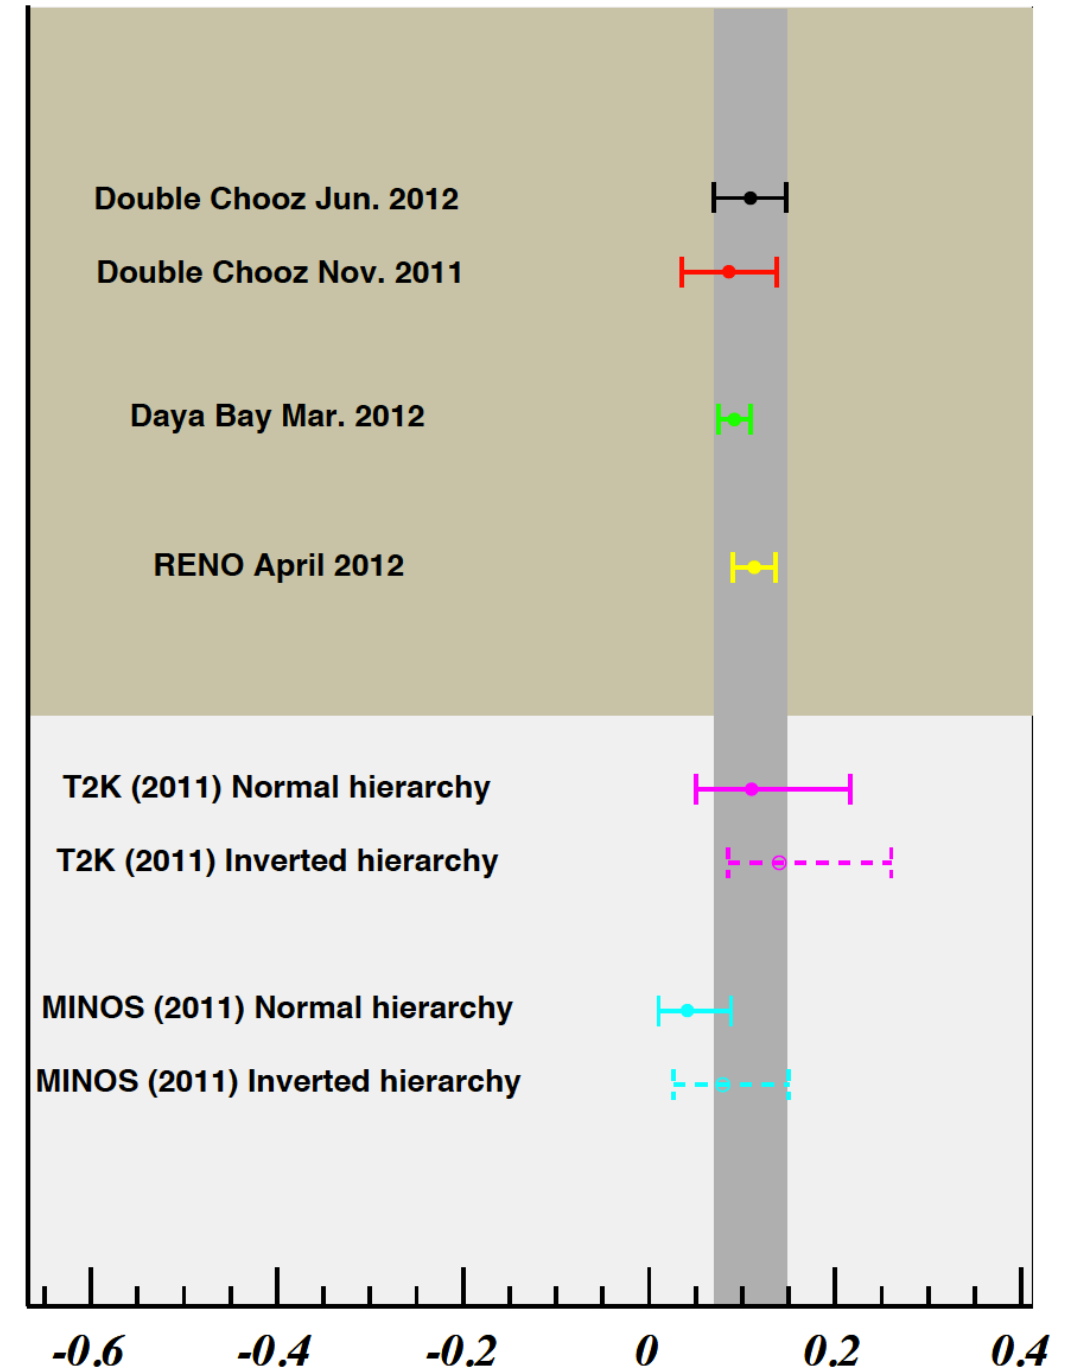 Double Chooz Jun. 2012
Double Chooz Nov. 2011
Daya Bay Mar. 2012
RENO April 2012
T2K (2011) Normal hierarchy
T2K (2011) Inverted hierarchy
MINOS (2011) Normal hierarchy
MINOS (2011) Inverted hierarchy
-0.6 -0.4 -0.2 0 0.2 0.4